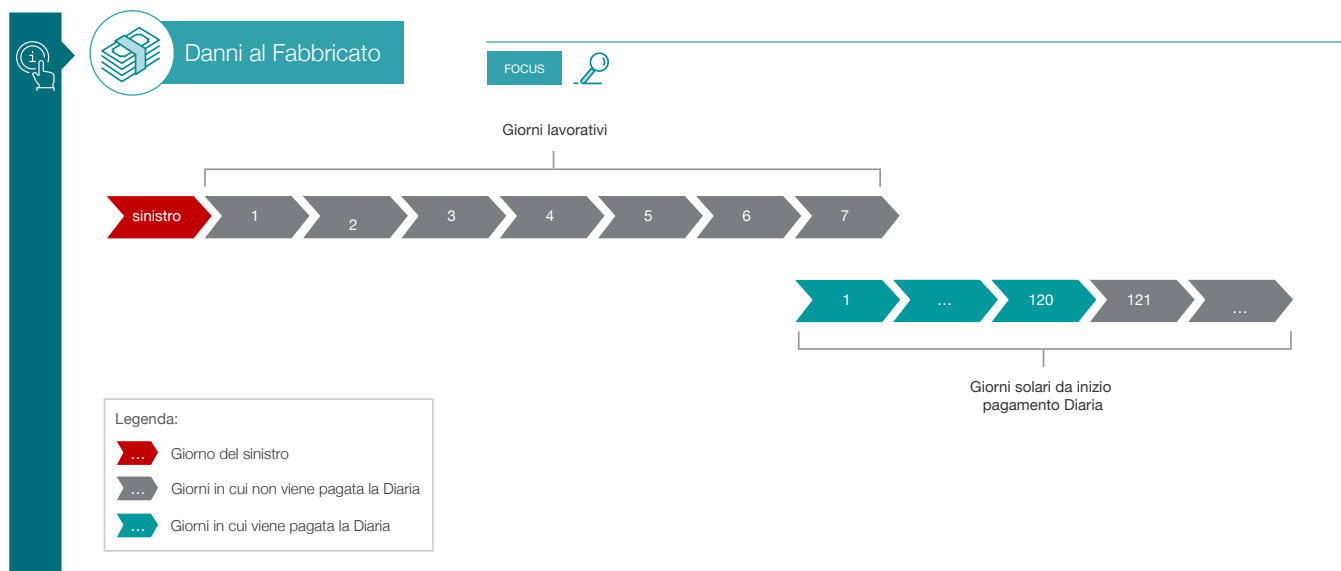 Danni al Fabbricato
FOCUS
Giorni lavorativi
sinistro 1 2 3 4 5 6 7
1 ... 120 121 ...
Giorni solari da inizio
pagamento Diaria
Legenda:
... Giorno del sinistro
... Giorni in cui non viene pagata la Diaria
... Giorni in cui viene pagata la Diaria